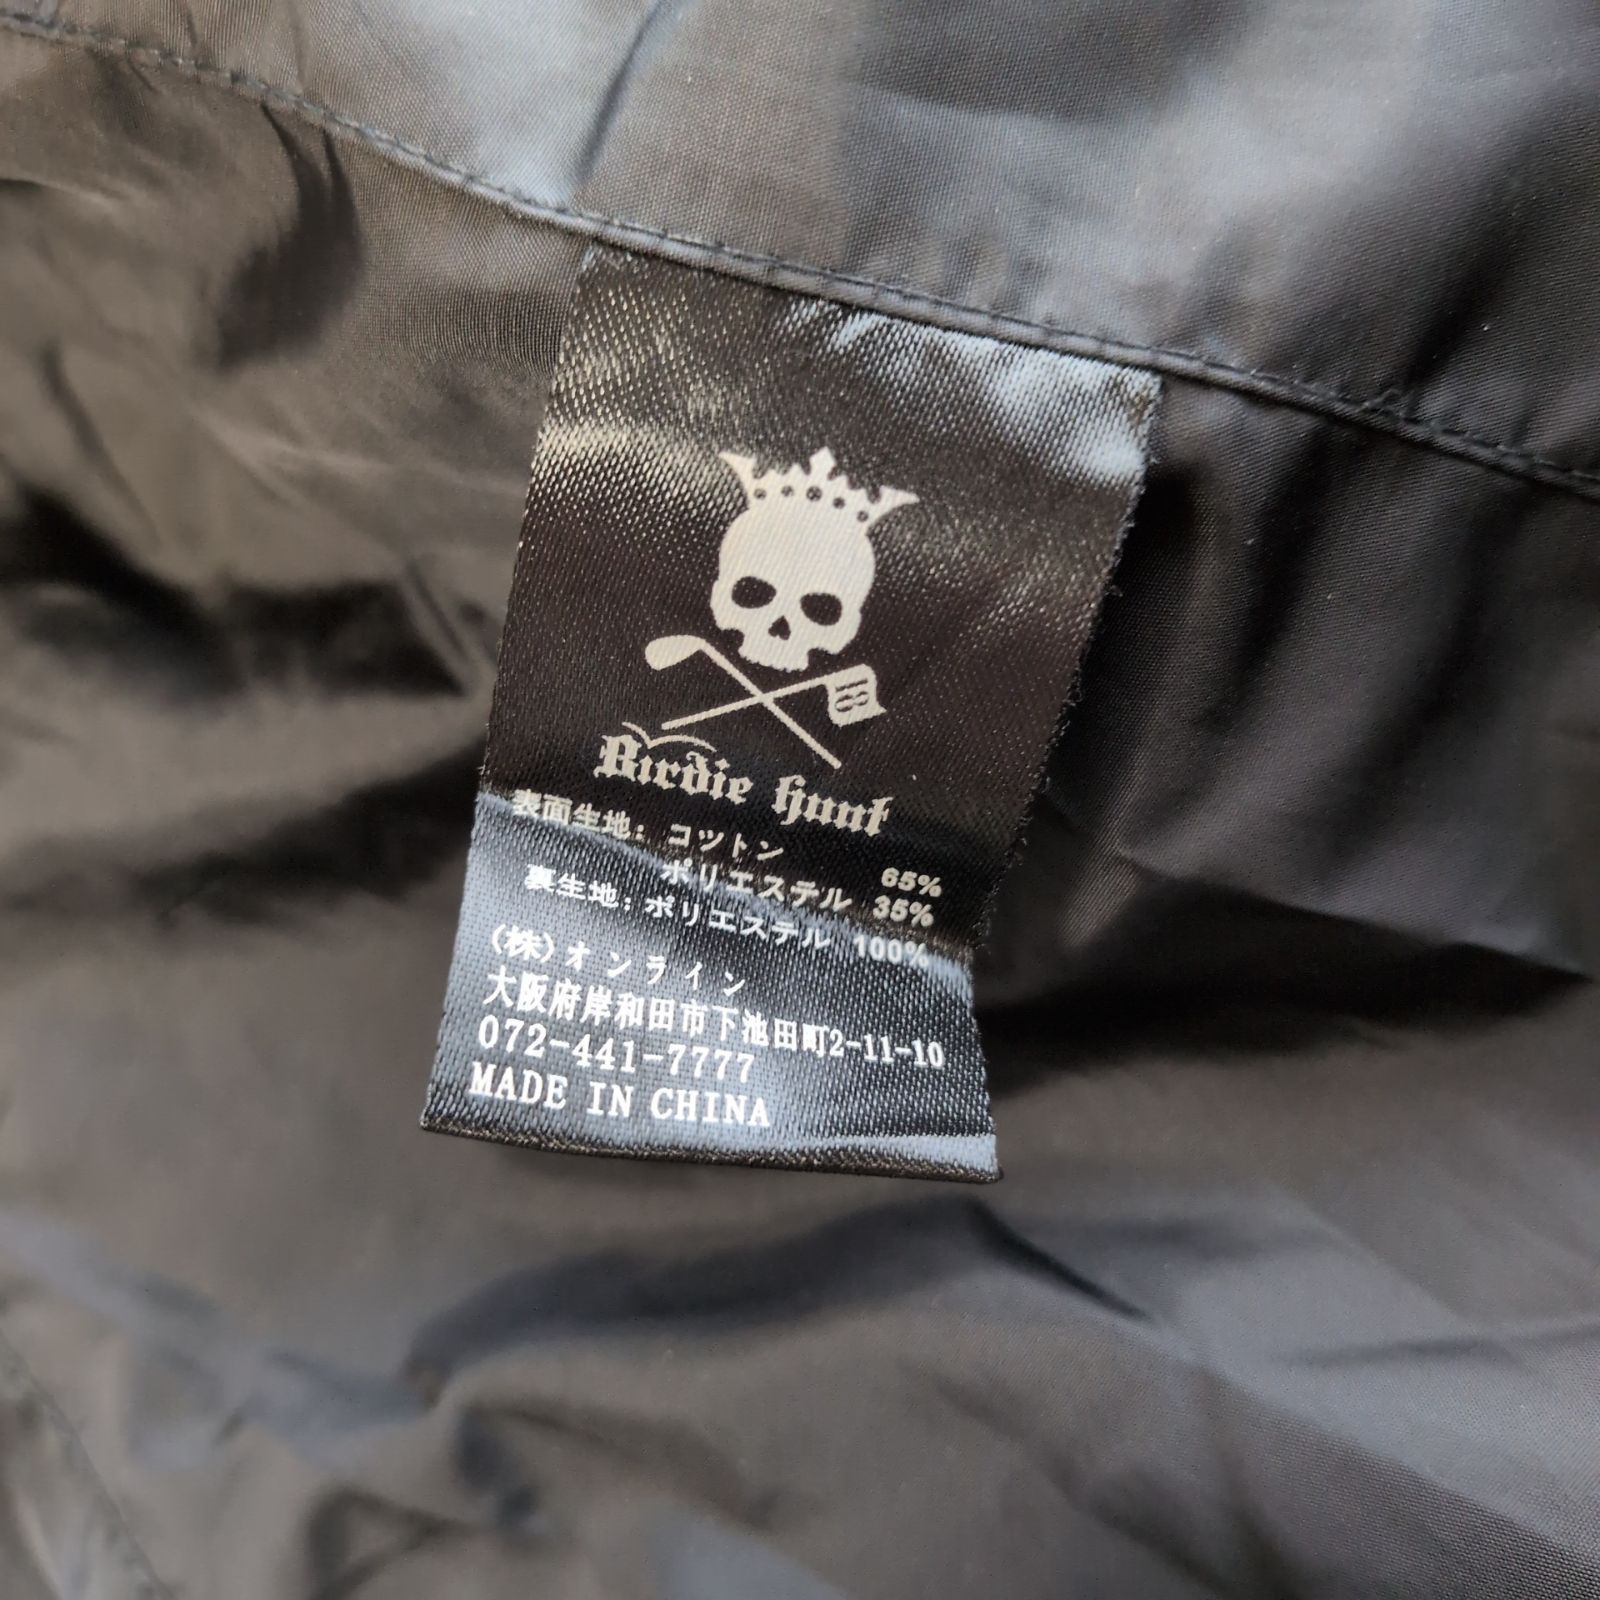 18
Birdie hunt
表面生地: コツトン 65%
ポリエステル 35%
裏生地: ポリエステル 100%
(株)オンライン
大阪府岸和田市下池田町2-11-10
072-441-7777
MADE IN CHINA